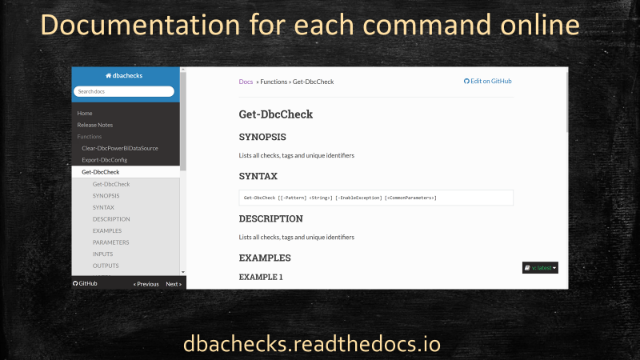 Documentation for each command online
dbachecks
Search docs
Home
Release Notes
Functions
Clear-DbcPowerBiDataSource
Export-DbcConfig
Get-DbcCheck
Get-DbcCheck
SYNOPSIS
SYNTAX
DESCRIPTION
EXAMPLES
PARAMETERS
INPUTS
OUTPUTS
GitHub
« Previous
Next »
Docs » Functions » Get-DbcCheck
Edit on GitHub
Get-DbcCheck
SYNOPSIS
Lists all checks, tags and unique identifiers
SYNTAX
Get-DbcCheck [[-Pattern] <String>] [-EnableException] [<CommonParameters>]
DESCRIPTION
Lists all checks, tags and unique identifiers
EXAMPLES
EXAMPLE 1
v: latest
dbachecks.readthedocs.io